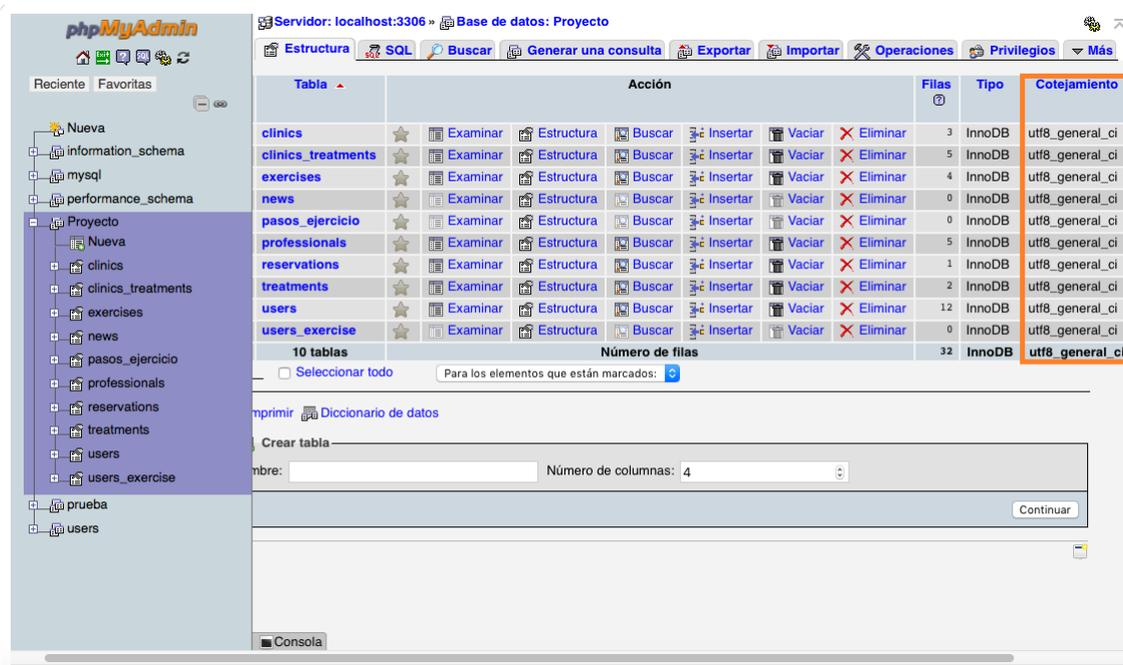 phpMyAdmin
Reciente Favoritas
Nueva
information_schema
mysql
performance_schema
Proyecto
Nueva
clinics
clinics_treatments
exercises
news
pasos_ejercicio
professionals
reservations
treatments
users
users_exercise
prueba
users
Servidor: localhost:3306 » Base de datos: Proyecto
Estructura SQL Buscar Generar una consulta Exportar Importar Operaciones Privilegios Más
Tabla Acción Filas Tipo Cotejamiento
clinics Examinar Estructura Buscar Insertar Vaciar Eliminar 3 InnoDB utf8_general_ci
clinics_treatments Examinar Estructura Buscar Insertar Vaciar Eliminar 5 InnoDB utf8_general_ci
exercises Examinar Estructura Buscar Insertar Vaciar Eliminar 4 InnoDB utf8_general_ci
news Examinar Estructura Buscar Insertar Vaciar Eliminar 0 InnoDB utf8_general_ci
pasos_ejercicio Examinar Estructura Buscar Insertar Vaciar Eliminar 0 InnoDB utf8_general_ci
professionals Examinar Estructura Buscar Insertar Vaciar Eliminar 5 InnoDB utf8_general_ci
reservations Examinar Estructura Buscar Insertar Vaciar Eliminar 1 InnoDB utf8_general_ci
treatments Examinar Estructura Buscar Insertar Vaciar Eliminar 2 InnoDB utf8_general_ci
users Examinar Estructura Buscar Insertar Vaciar Eliminar 12 InnoDB utf8_general_ci
users_exercise Examinar Estructura Buscar Insertar Vaciar Eliminar 0 InnoDB utf8_general_ci
10 tablas Número de filas 32 InnoDB utf8_general_ci
Seleccionar todo Para los elementos que están marcados:
mprimir Diccionario de datos
Crear tabla
mbre: Número de columnas: 4
Continuar
Consola